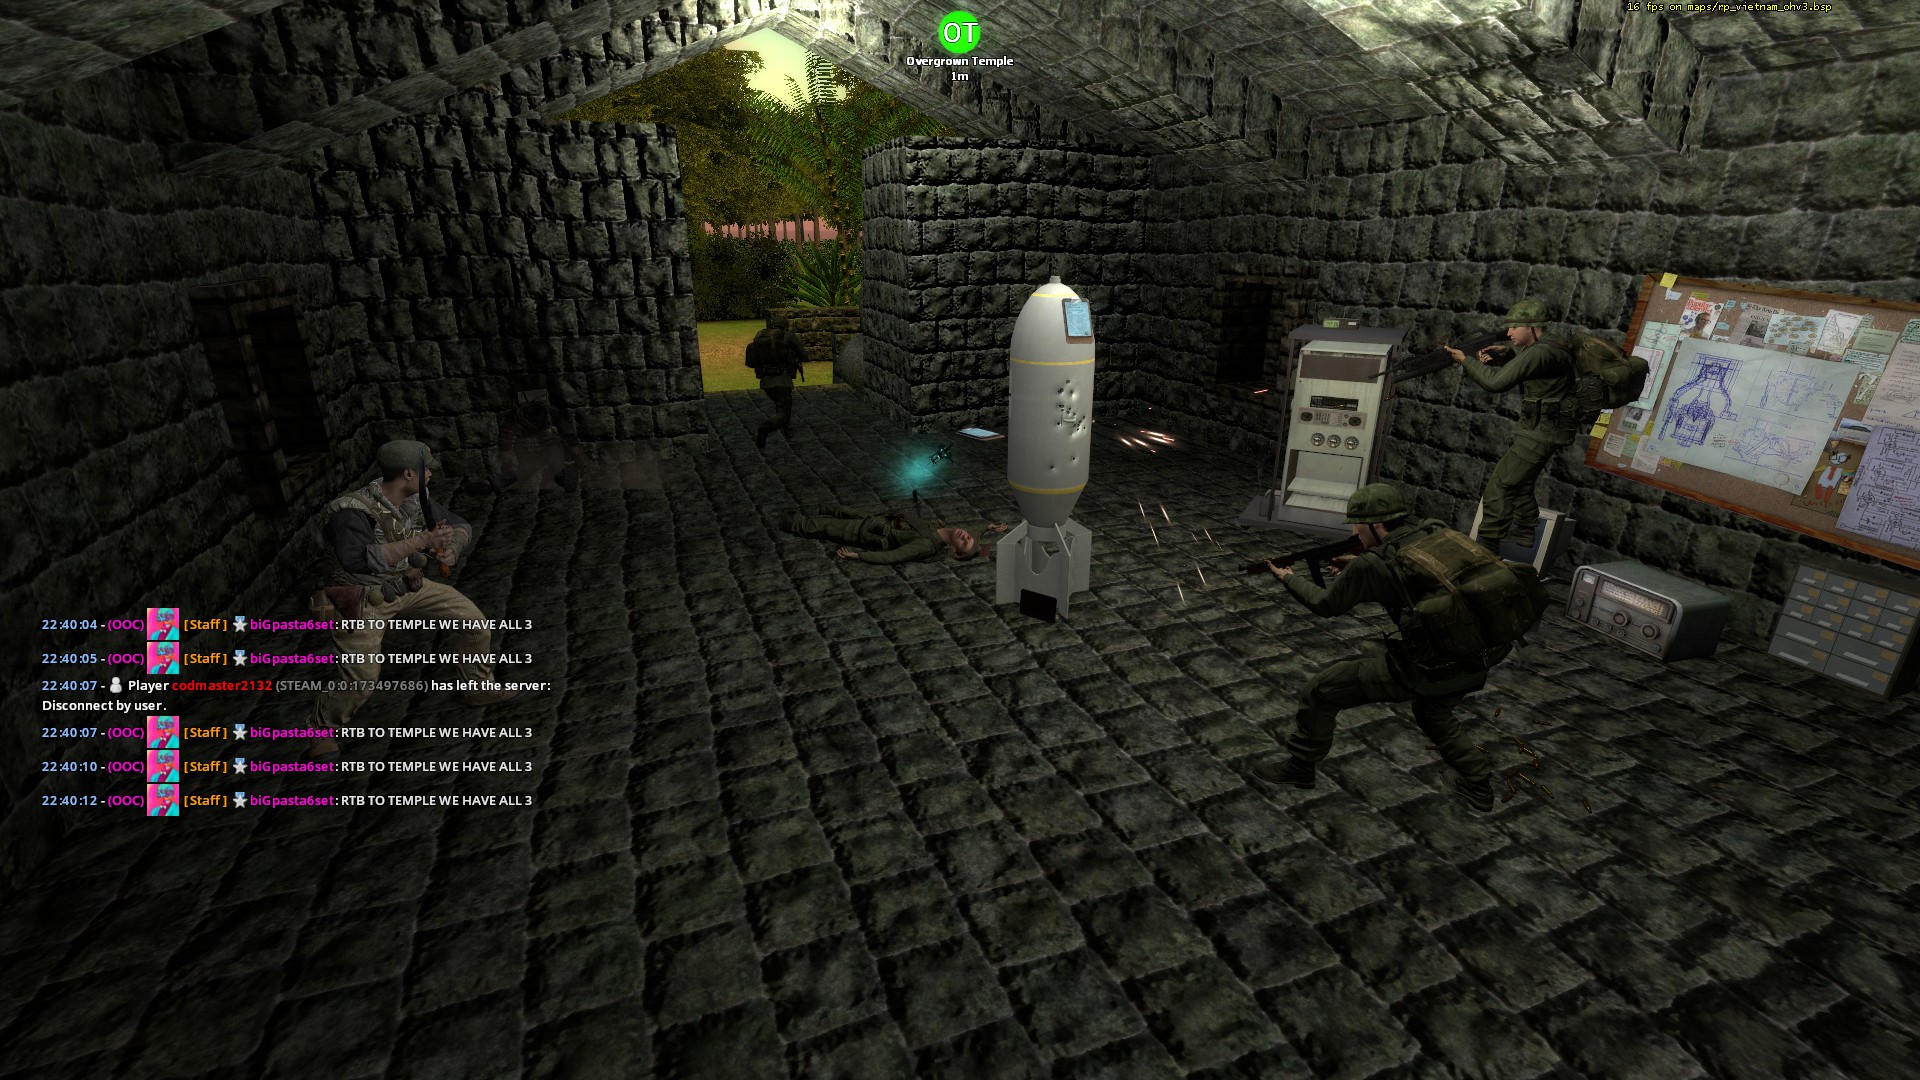 16 fps on maps/rp_vietnam_ohv3.bsp
OT
Overgrown Temple
1m
22:40:04 - (OOC) [Staff] biGpasta6set: RTB TO TEMPLE WE HAVE ALL 3
22:40:05 - (OOC) [Staff] biGpasta6set: RTB TO TEMPLE WE HAVE ALL 3
22:40:07 - Player codmaster2132 (STEAM_0:0:173497686) has left the server:
Disconnect by user.
22:40:07 - (OOC) [Staff] biGpasta6set: RTB TO TEMPLE WE HAVE ALL 3
22:40:10 - (OOC) [Staff] biGpasta6set: RTB TO TEMPLE WE HAVE ALL 3
22:40:12 - (OOC) [Staff] biGpasta6set: RTB TO TEMPLE WE HAVE ALL 3